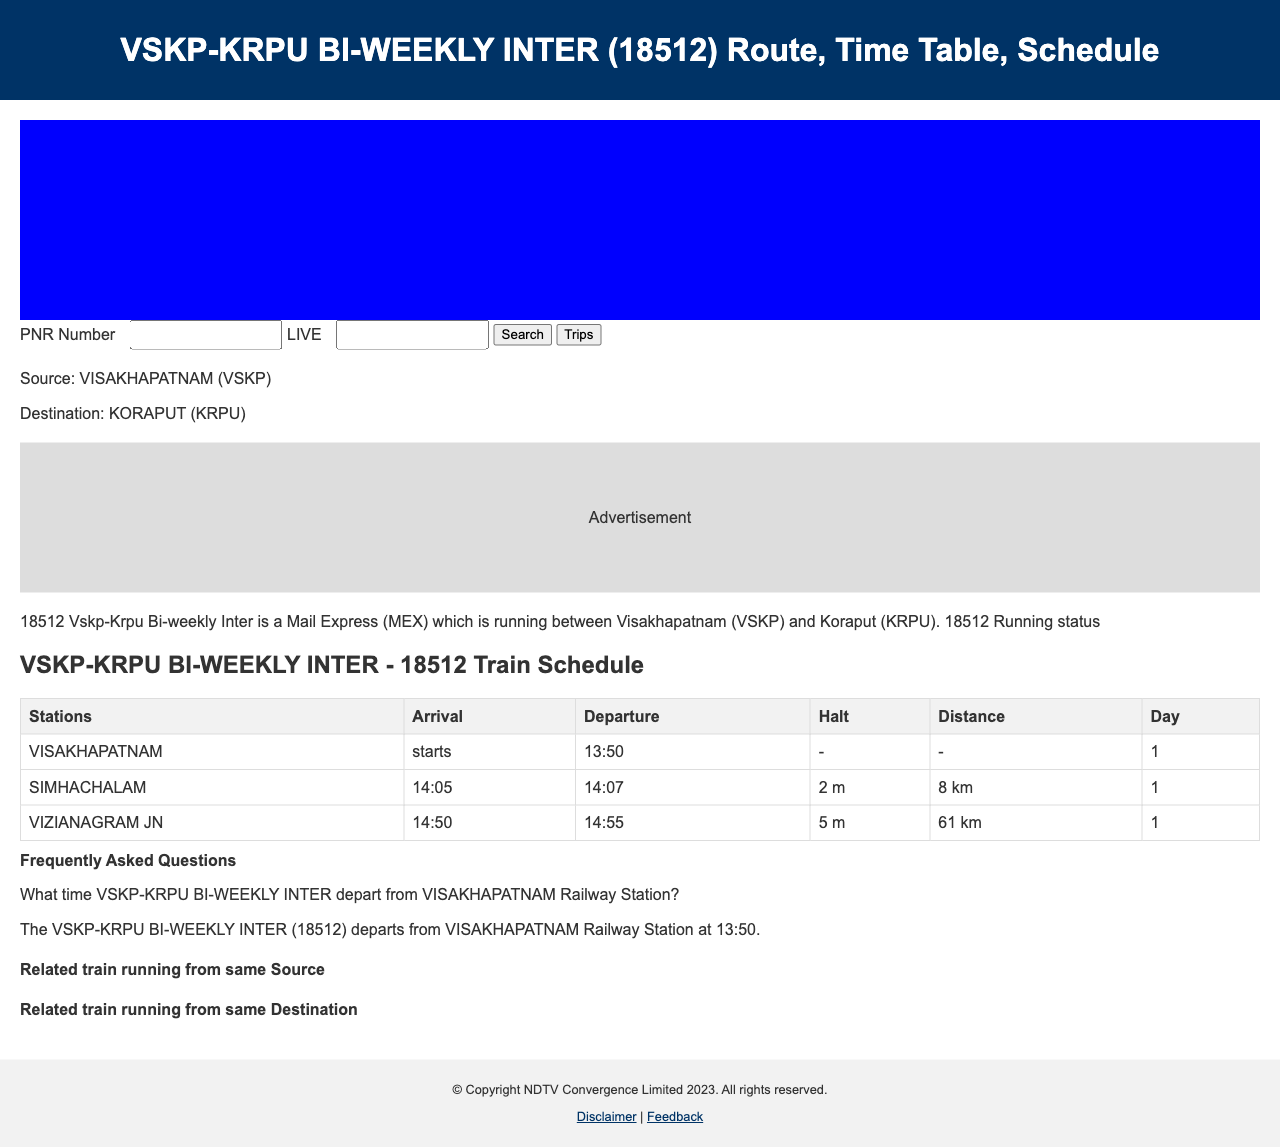 VSKP-KRPU BI-WEEKLY INTER (18512) Route, Time Table, Schedule
PNR Number LIVE Search Trips
Source: VISAKHAPATNAM (VSKP)
Destination: KORAPUT (KRPU)
Advertisement
18512 Vskp-Krpu Bi-weekly Inter is a Mail Express (MEX) which is running between Visakhapatnam (VSKP) and Koraput (KRPU). 18512 Running status
VSKP-KRPU BI-WEEKLY INTER - 18512 Train Schedule
Stations Arrival Departure Halt Distance Day
VISAKHAPATNAM starts 13:50 - - 1
SIMHACHALAM 14:05 14:07 2 m 8 km 1
VIZIANAGRAM JN 14:50 14:55 5 m 61 km 1
Frequently Asked Questions
What time VSKP-KRPU BI-WEEKLY INTER depart from VISAKHAPATNAM Railway Station?
The VSKP-KRPU BI-WEEKLY INTER (18512) departs from VISAKHAPATNAM Railway Station at 13:50.
Related train running from same Source
Related train running from same Destination
© Copyright NDTV Convergence Limited 2023. All rights reserved.
Disclaimer | Feedback